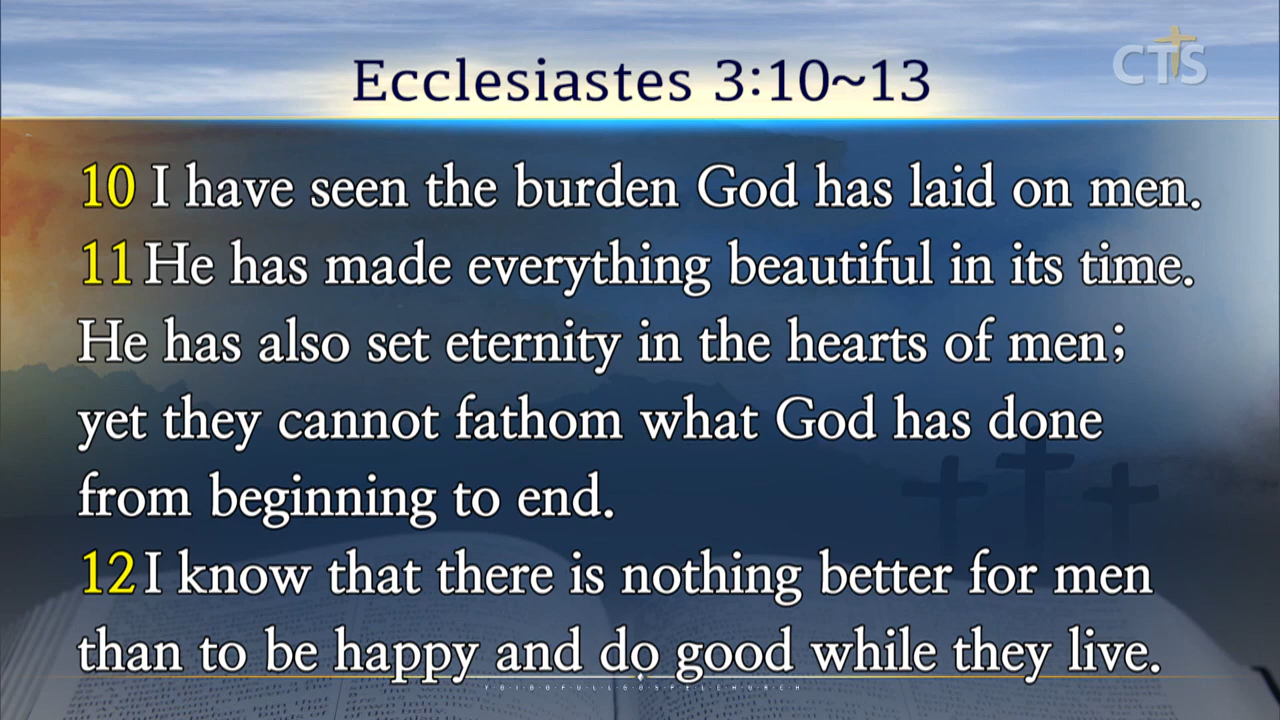 Ecclesiastes 3:10~13
CTS
10 I have seen the burden God has laid on men.
11 He has made everything beautiful in its time.
He has also set eternity in the hearts of men;
yet they cannot fathom what God has done
from beginning to end.
12 I know that there is nothing better for men
than to be happy and do good while they live.